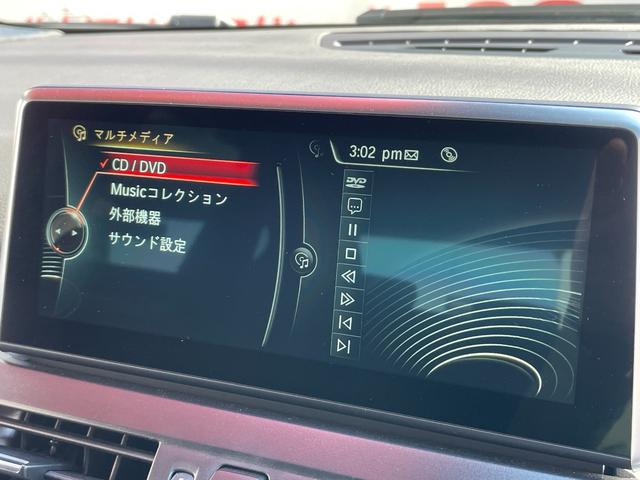 マルチメディア
CD / DVD
Musicコレクション
外部機器
サウンド設定
3:02 pm
DVD